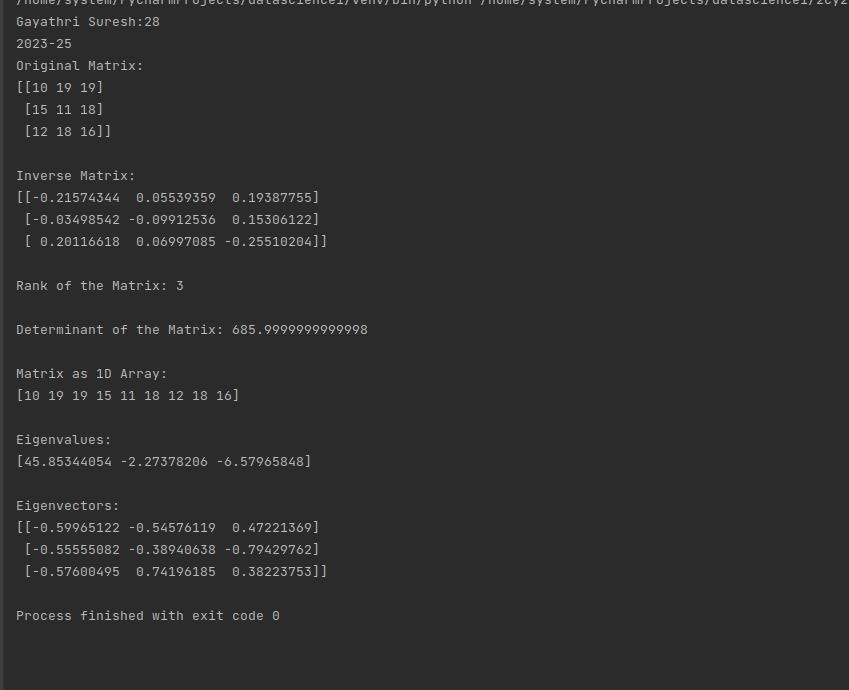 /home/system/PycharmProjects/datascience1/venv/bin/python /home/system/PycharmProjects/datascience1/2cy2
Gayathri Suresh:28
2023-25
Original Matrix:
[[10 19 19]
 [15 11 18]
 [12 18 16]]
Inverse Matrix:
[[-0.21574344  0.05539359  0.19387755]
 [-0.03498542 -0.09912536  0.15306122]
 [ 0.20116618  0.06997085 -0.25510204]]
Rank of the Matrix: 3
Determinant of the Matrix: 685.9999999999998
Matrix as 1D Array:
[10 19 19 15 11 18 12 18 16]
Eigenvalues:
[45.85344054 -2.27378206 -6.57965848]
Eigenvectors:
[[-0.59965122 -0.54576119  0.47221369]
 [-0.55555082 -0.38940638 -0.79429762]
 [-0.57600495  0.74196185  0.38223753]]
Process finished with exit code 0